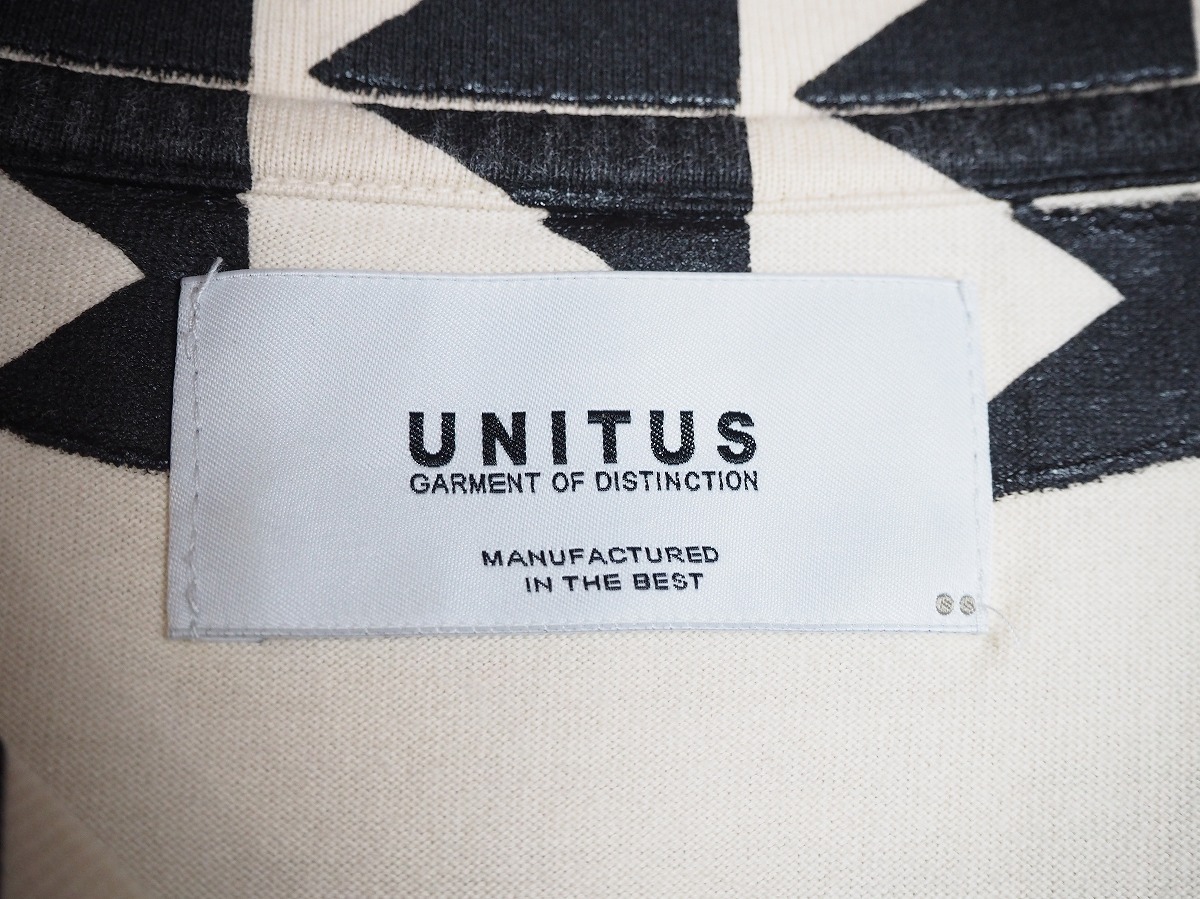 UNITUS
GARMENT OF DISTINCTION
MANUFACTURED
IN THE BEST